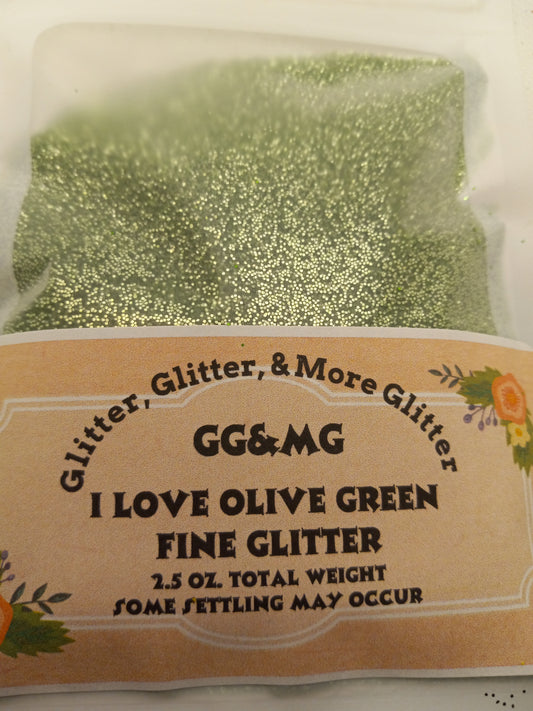 Glitter, Glitter, & More Glitter
GG&MG
I LOVE OLIVE GREEN
FINE GLITTER
2.5 OZ. TOTAL WEIGHT
SOME SETTLING MAY OCCUR